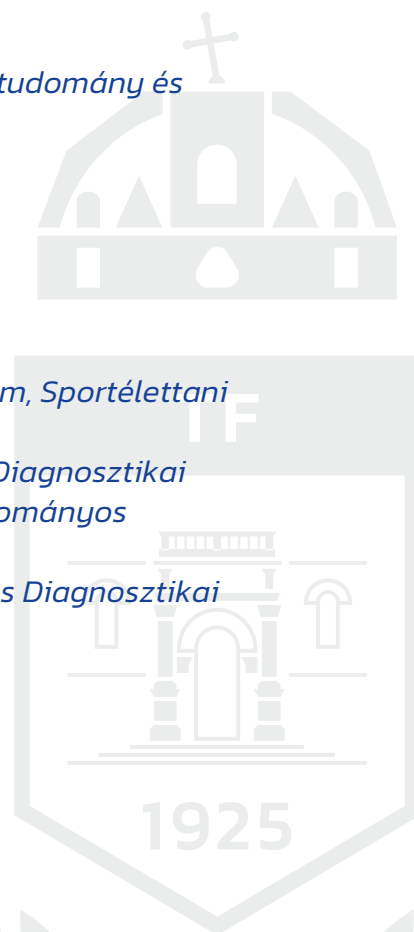 tudomány és
m, Sportélettani
TF
Diagnosztikai
ományos
s Diagnosztikai
1925